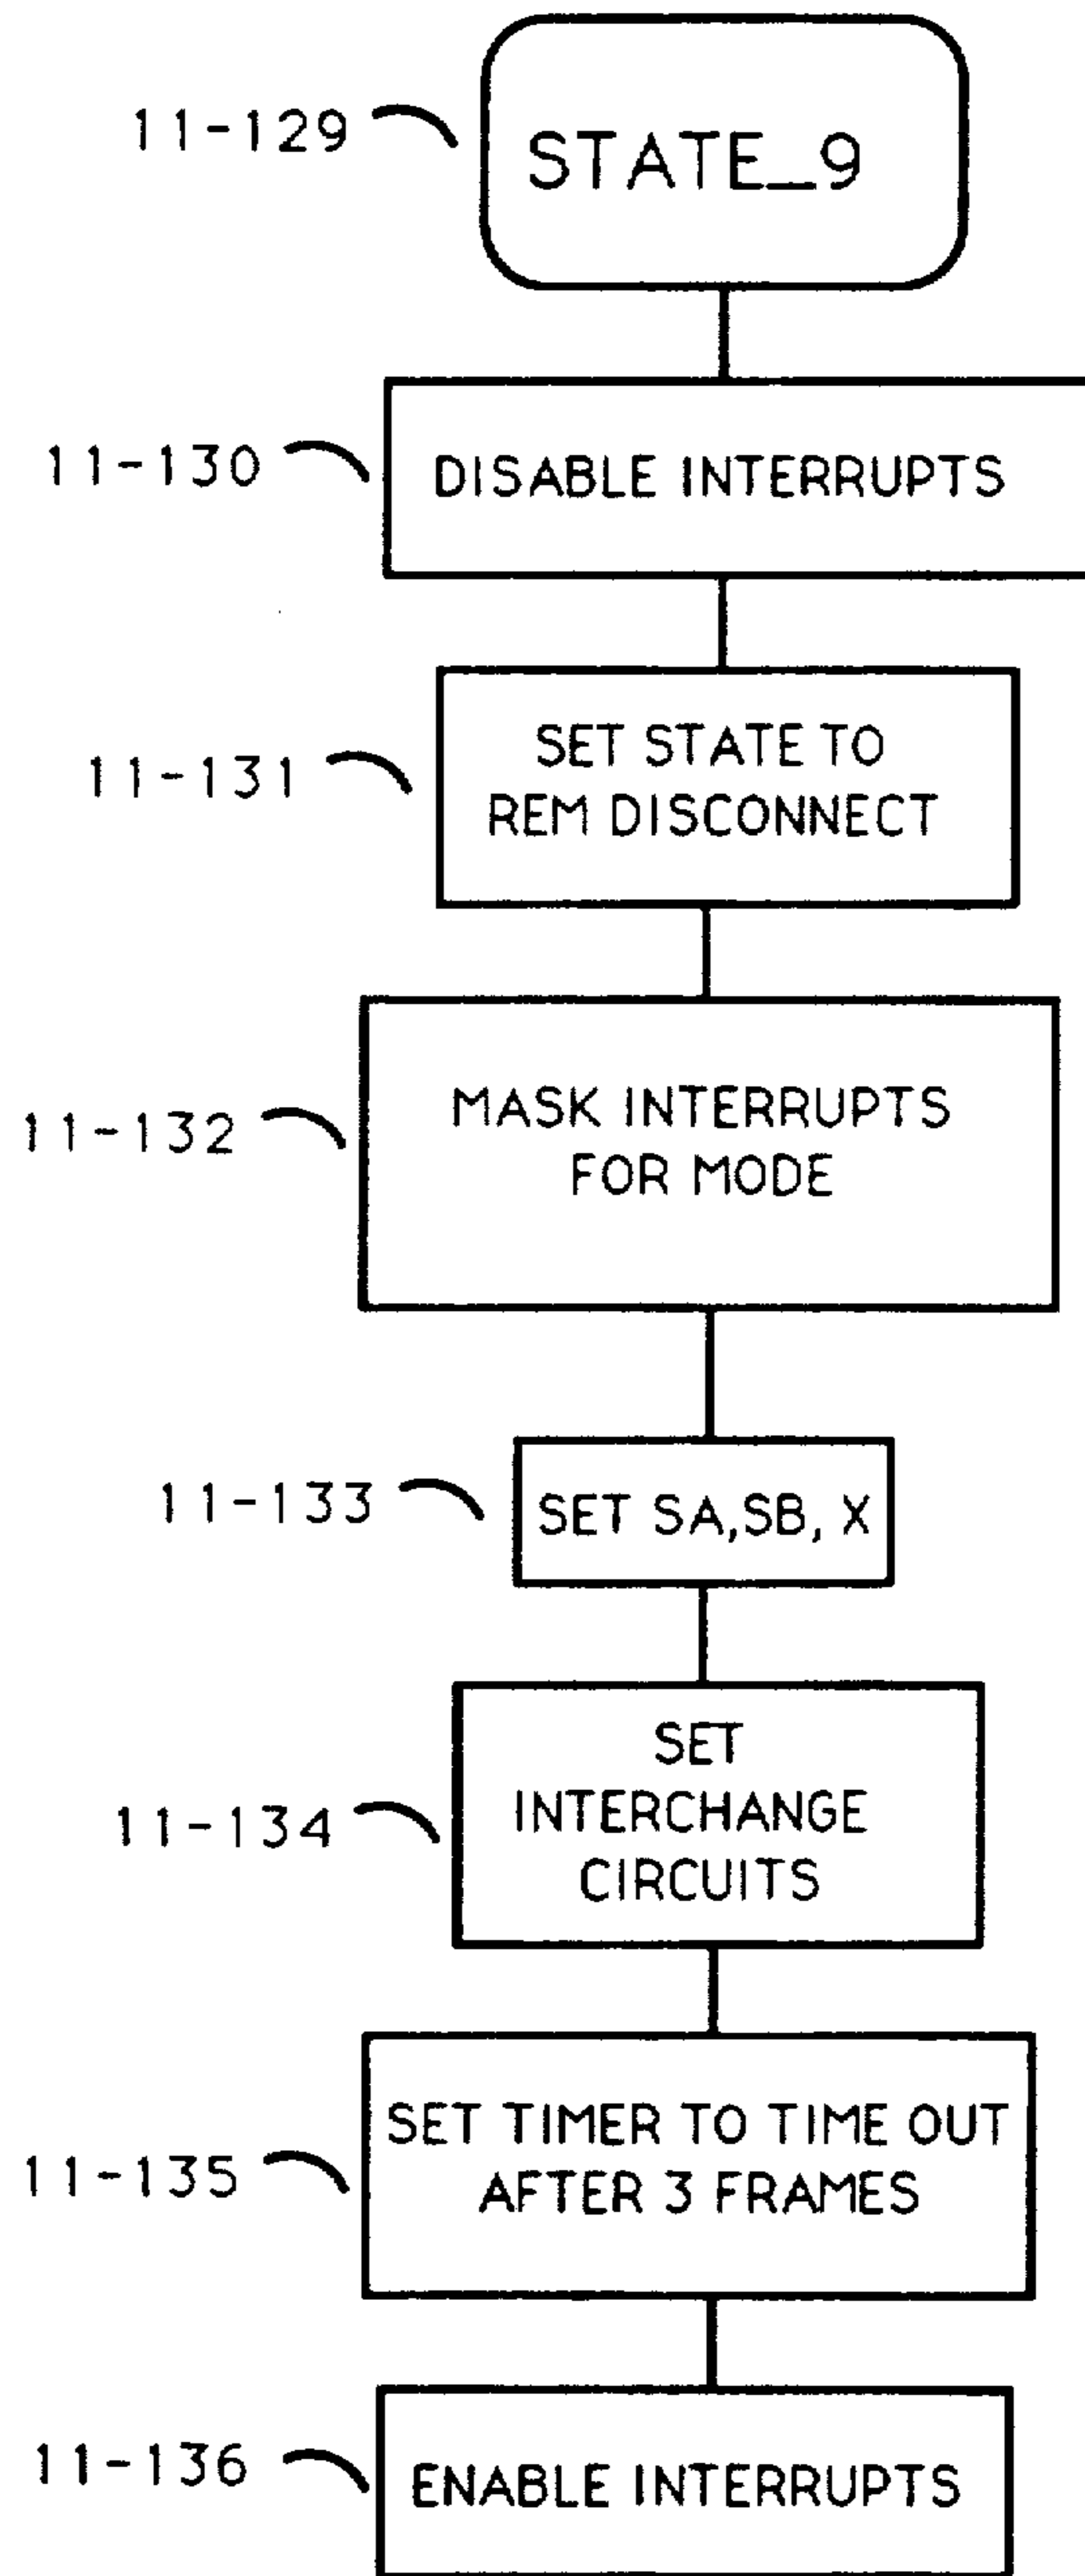 11-129
STATE_9
11-130
DISABLE INTERRUPTS
11-131
SET STATE TO
REM DISCONNECT
11-132
MASK INTERRUPTS
FOR MODE
11-133
SET SA,SB, X
11-134
SET
INTERCHANGE
CIRCUITS
11-135
SET TIMER TO TIME OUT
AFTER 3 FRAMES
11-136
ENABLE INTERRUPTS